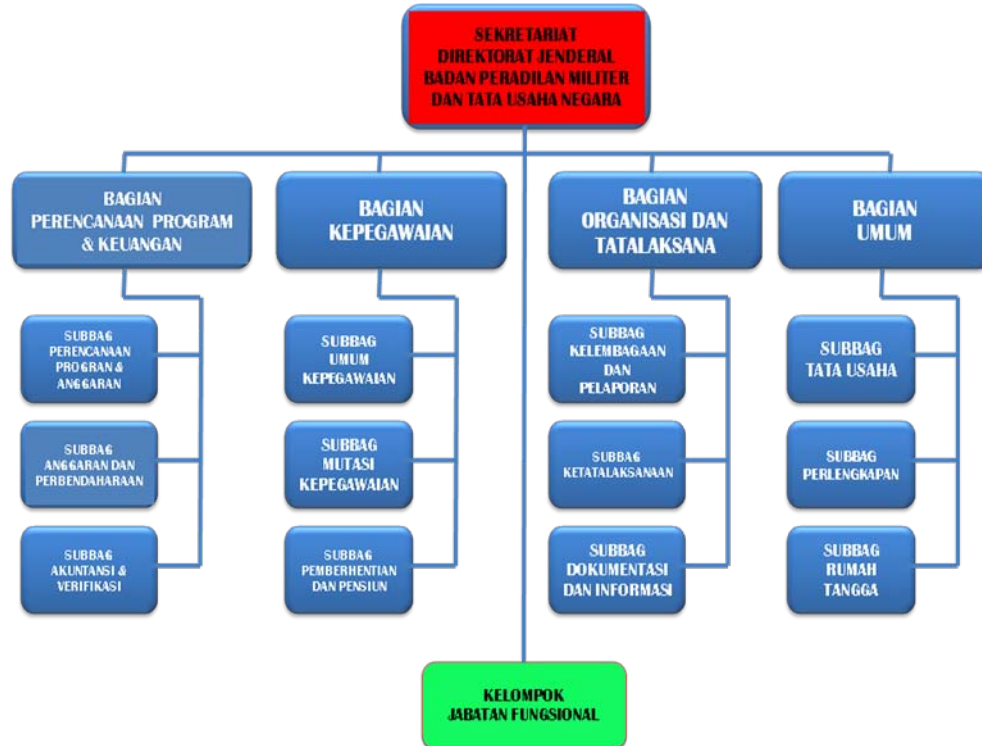 SEKRETARIAT
DIREKTORAT JENDERAL
BADAN PERADILAN MILITER
DAN TATA USAHA NEGARA
BAGIAN
PERENCANAAN PROGRAM
& KEUANGAN
BAGIAN
KEPEGAWAIAN
BAGIAN
ORGANISASI DAN
TATALAKSANA
BAGIAN
UMUM
SUBBAG
PERENCANAAN
PROGRAN &
ANGGARAN
SUBBAG
UMUM
KEPEGAWAIAN
SUBBAG
KELEMBAGAAN
DAN
PELAPORAN
SUBBAG
TATA USAHA
SUBBAG
ANGGARAN DAN
PERBENDAHARAAN
SUBBAG
MUTASI
KEPEGAWAIAN
SUBBAG
KETATALAKSANAAN
SUBBAG
PERLENGKAPAN
SUBBAG
AKUNTANSI &
VERIFIKASI
SUBBAG
PEMBERHENTIAN
DAN PENSIUN
SUBBAG
DOKUMENTASI
DAN INFORMASI
SUBBAG
RUMAH
TANGGA
KELOMPOK
JABATAN FUNGSIONAL